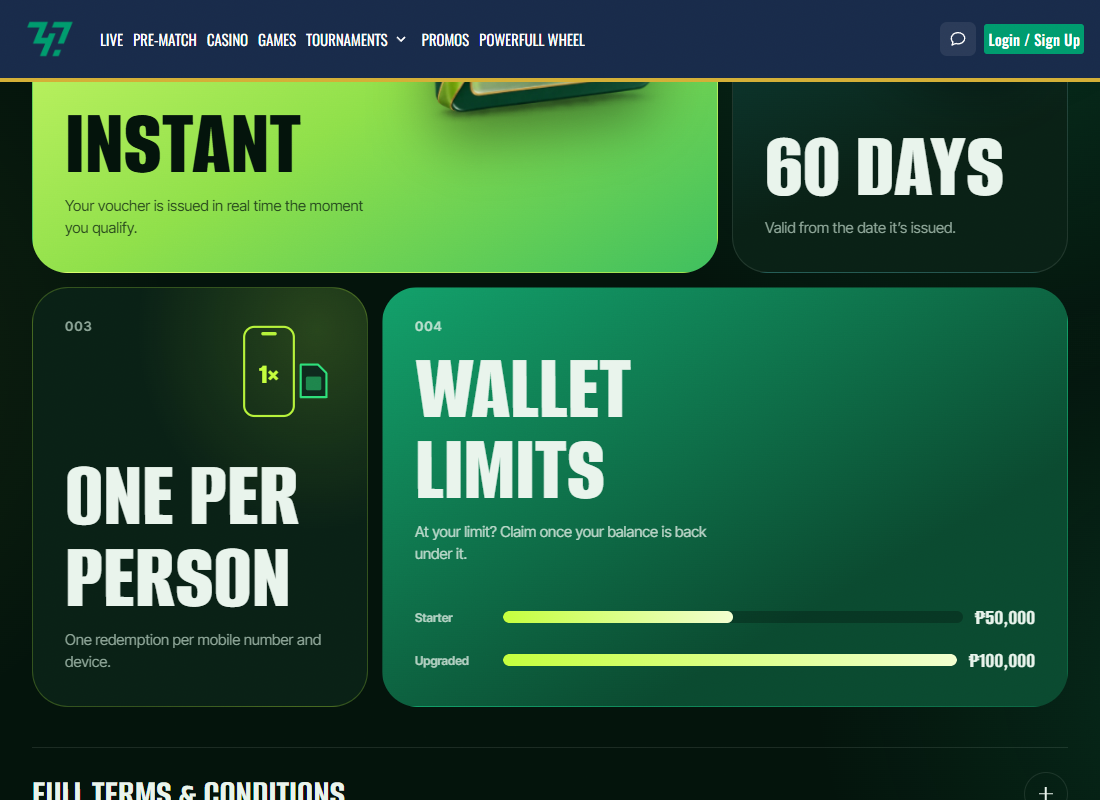 LIVE PRE-MATCH CASINO GAMES TOURNAMENTS PROMOS POWERFULL WHEEL
Login / Sign Up
INSTANT
Your voucher is issued in real time the moment
you qualify.
60 DAYS
Valid from the date it’s issued.
003
1×
ONE PER
PERSON
One redemption per mobile number and
device.
004
WALLET
LIMITS
At your limit? Claim once your balance is back
under it.
Starter ₱50,000
Upgraded ₱100,000
FULL TERMS & CONDITIONS